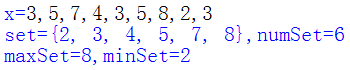 x=3,5,7,4,3,5,8,2,3
set={2, 3, 4, 5, 7, 8},numSet=6
maxSet=8,minSet=2